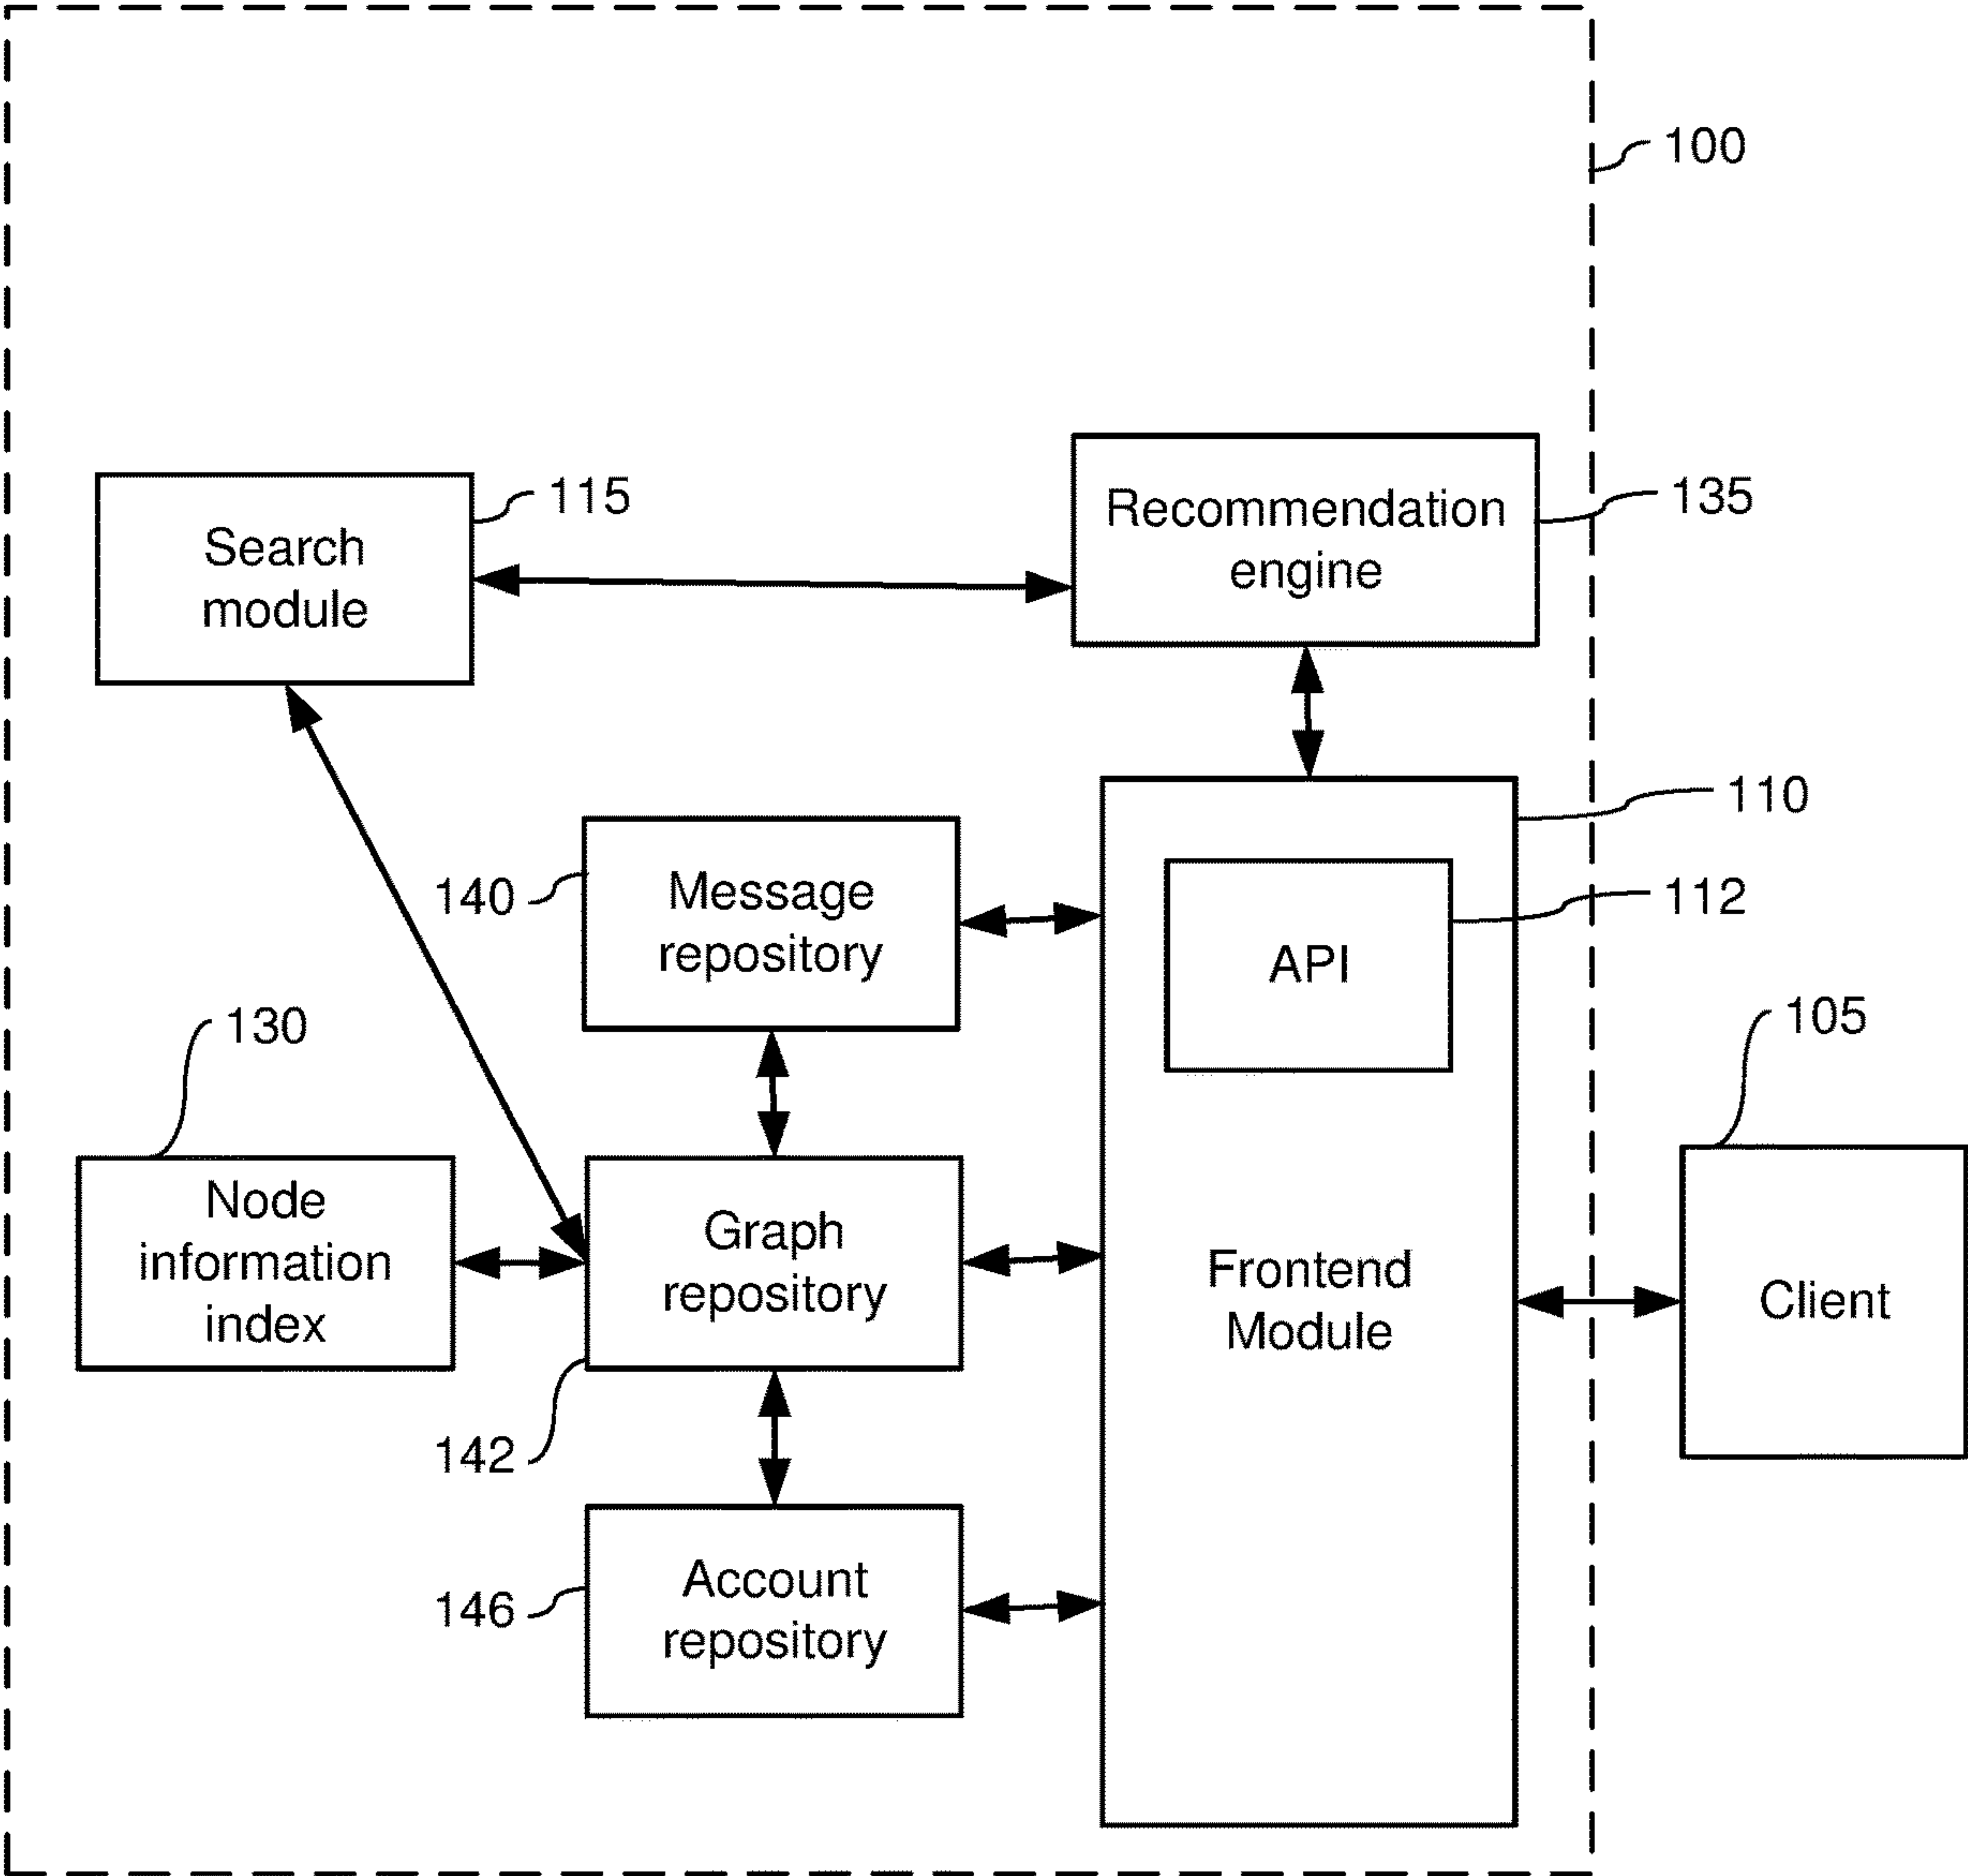 100
115
Search
module
Recommendation
engine
135
110
140
Message
repository
API
112
130
105
Node
information
index
Graph
repository
Frontend
Module
Client
142
146
Account
repository